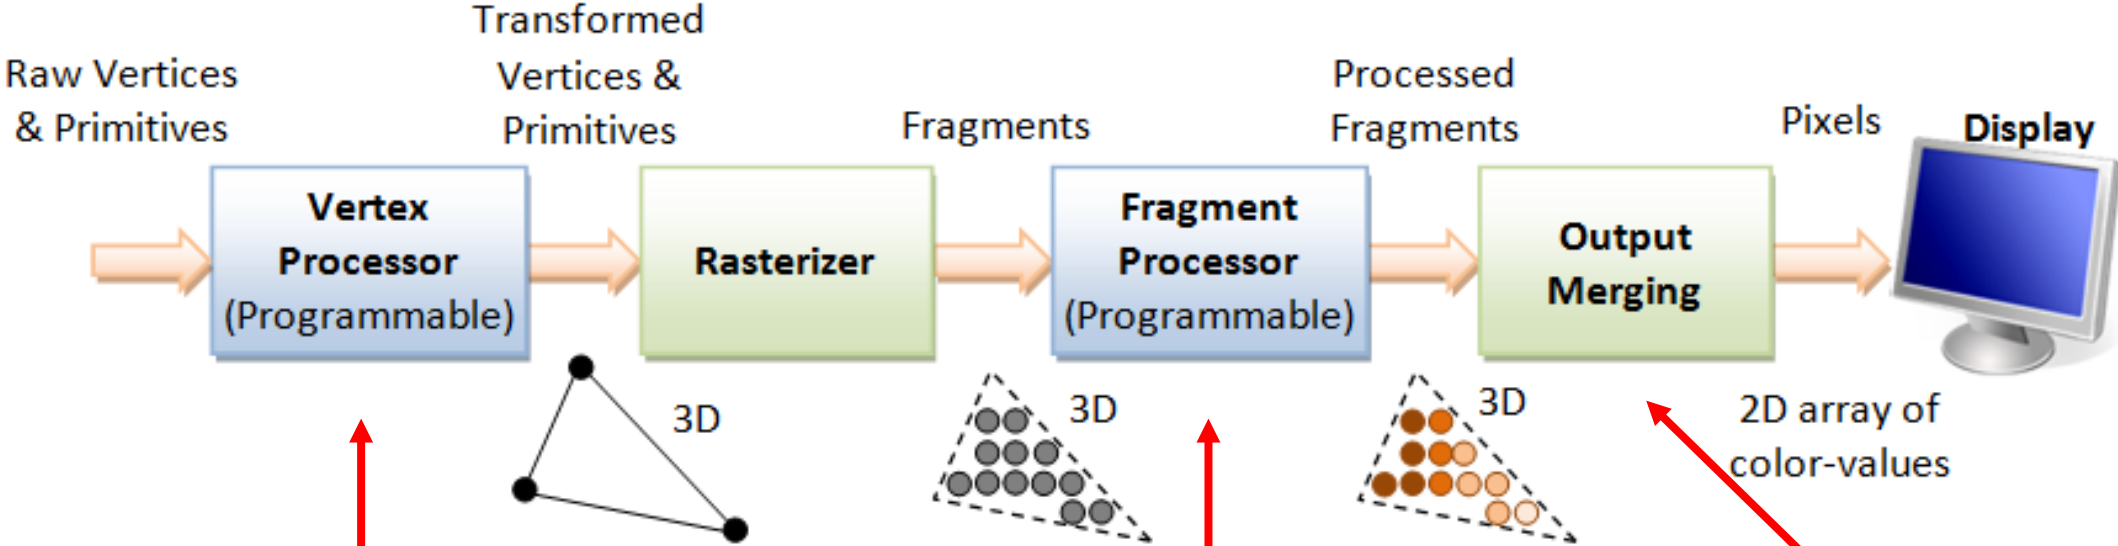 Raw Vertices
& Primitives
Transformed
Vertices &
Primitives
Fragments
Processed
Fragments
Pixels
Display
Vertex
Processor
(Programmable)
Rasterizer
Fragment
Processor
(Programmable)
Output
Merging
3D
3D
3D
2D array of
color-values